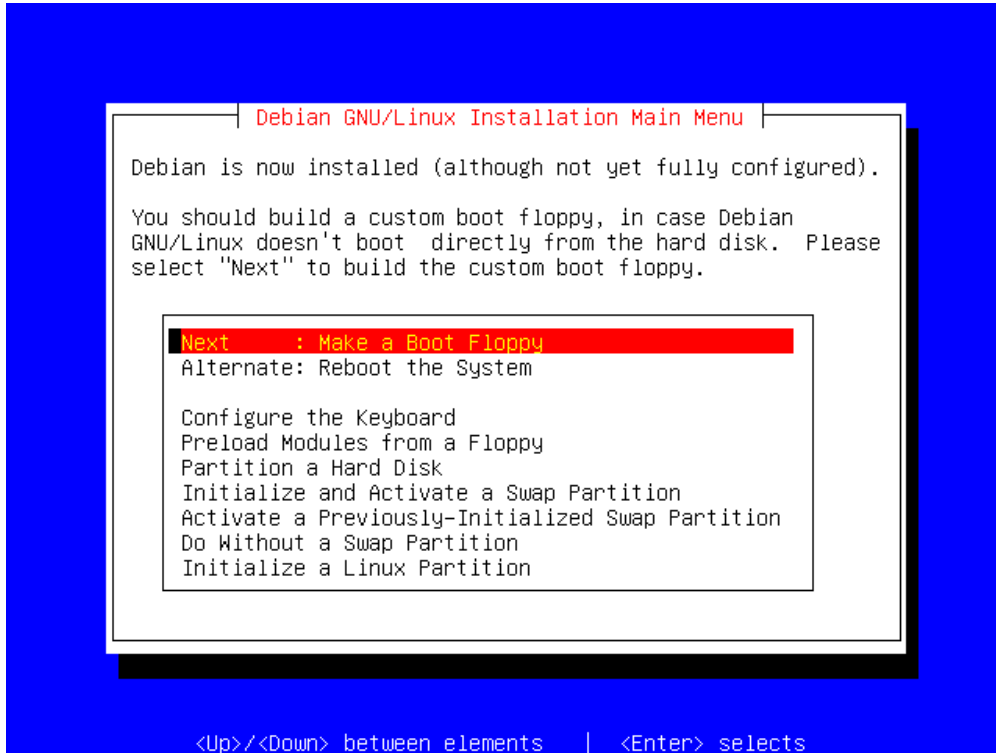 Debian GNU/Linux Installation Main Menu
Debian is now installed (although not yet fully configured).
You should build a custom boot floppy, in case Debian
GNU/Linux doesn't boot  directly from the hard disk.  Please
select "Next" to build the custom boot floppy.
Next     : Make a Boot Floppy
Alternate: Reboot the System
Configure the Keyboard
Preload Modules from a Floppy
Partition a Hard Disk
Initialize and Activate a Swap Partition
Activate a Previously-Initialized Swap Partition
Do Without a Swap Partition
Initialize a Linux Partition
<Up>/<Down> between elements   |  <Enter> selects